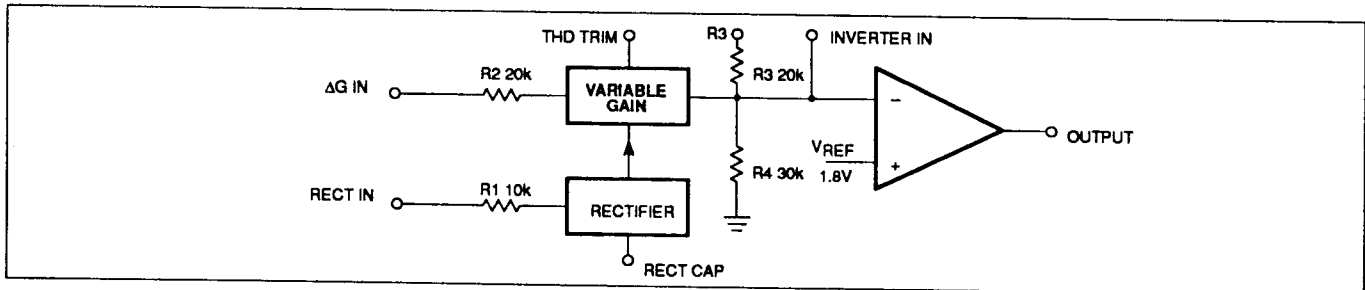 THD TRIM
R3
INVERTER IN
R2 20k
R3 20k
ΔG IN
VARIABLE
GAIN
−
OUTPUT
VREF
1.8V
+
R4 30k
R1 10k
RECT IN
RECTIFIER
RECT CAP